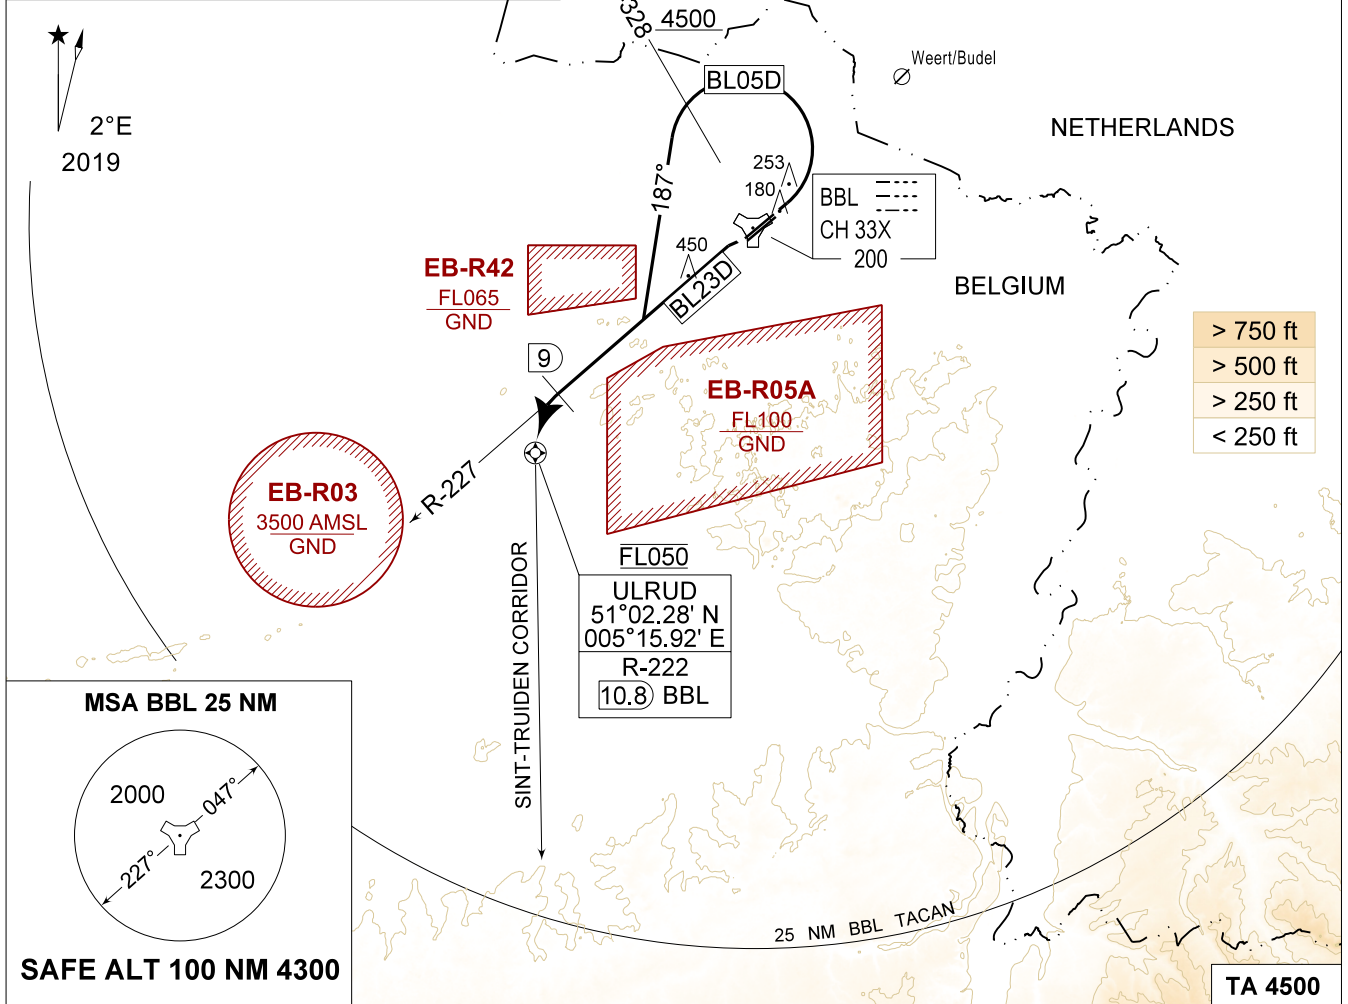 328
4500
BL05D
Weert/Budel
2°E
2019
NETHERLANDS
187°
253
180
BBL
CH 33X
200
450
BL23D
EB-R42
FL065
GND
BELGIUM
> 750 ft
> 500 ft
> 250 ft
< 250 ft
9
EB-R05A
FL100
GND
R-227
EB-R03
3500 AMSL
GND
SINT-TRUIDEN CORRIDOR
FL050
ULRUD
51°02.28' N
005°15.92' E
R-222
10.8 BBL
MSA BBL 25 NM
2000
047°
227°
2300
SAFE ALT 100 NM 4300
25 NM BBL TACAN
TA 4500